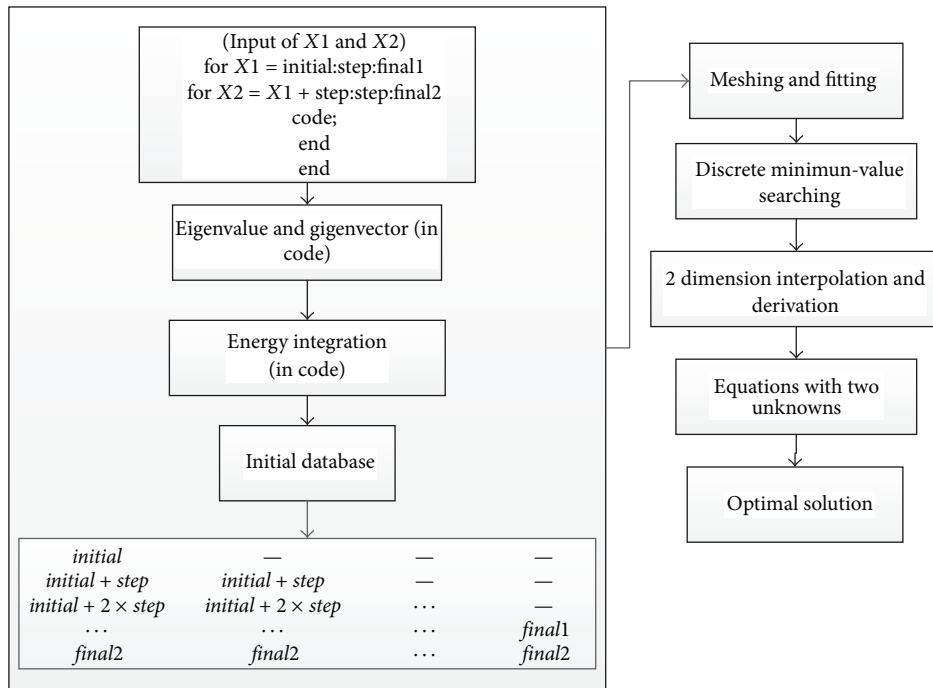 (Input of X1 and X2)
for X1 = initial:step:final1
for X2 = X1 + step:step:final2
code;
end
end
Eigenvalue and gigenvector (in
code)
Energy integration
(in code)
Initial database
initial — — —
initial + step initial + step — —
initial + 2 × step initial + 2 × step ··· —
··· ··· ··· final1
final2 final2 ··· final2
Meshing and fitting
Discrete minimun-value
searching
2 dimension interpolation and
derivation
Equations with two
unknowns
Optimal solution